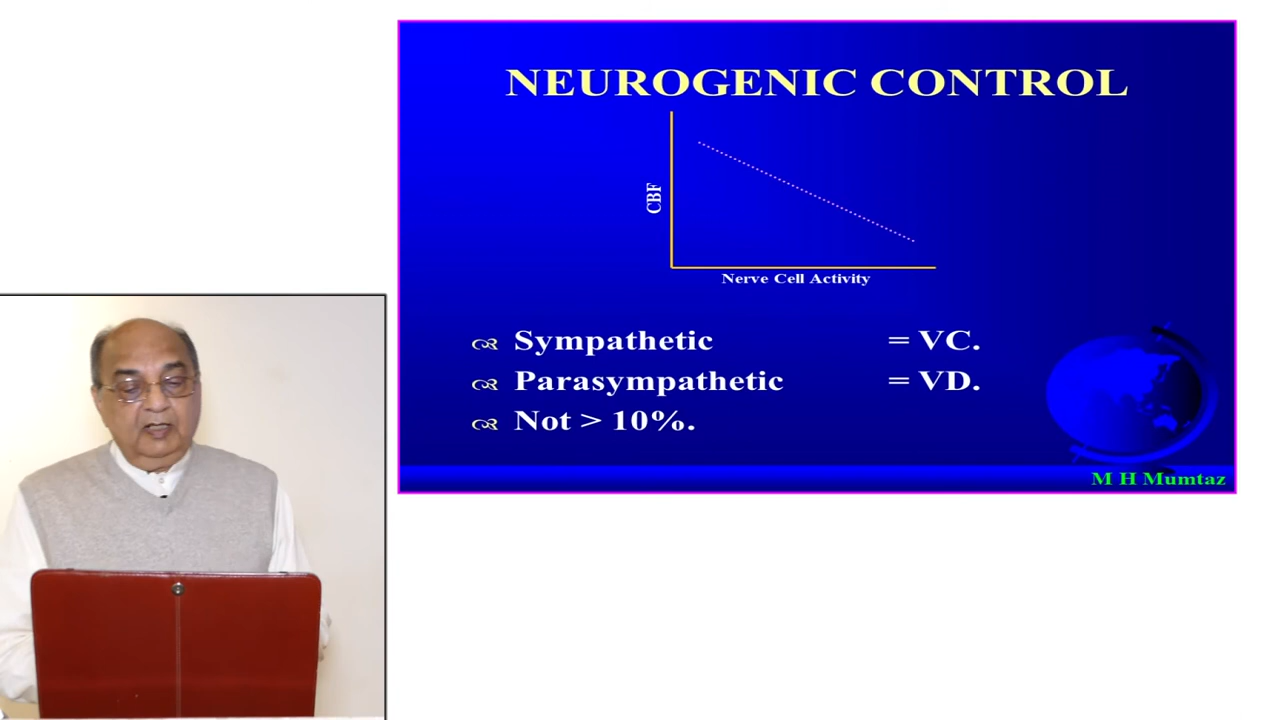 NEUROGENIC CONTROL
CBF
Nerve Cell Activity
Sympathetic = VC.
Parasympathetic = VD.
Not > 10%.
M H Mumtaz